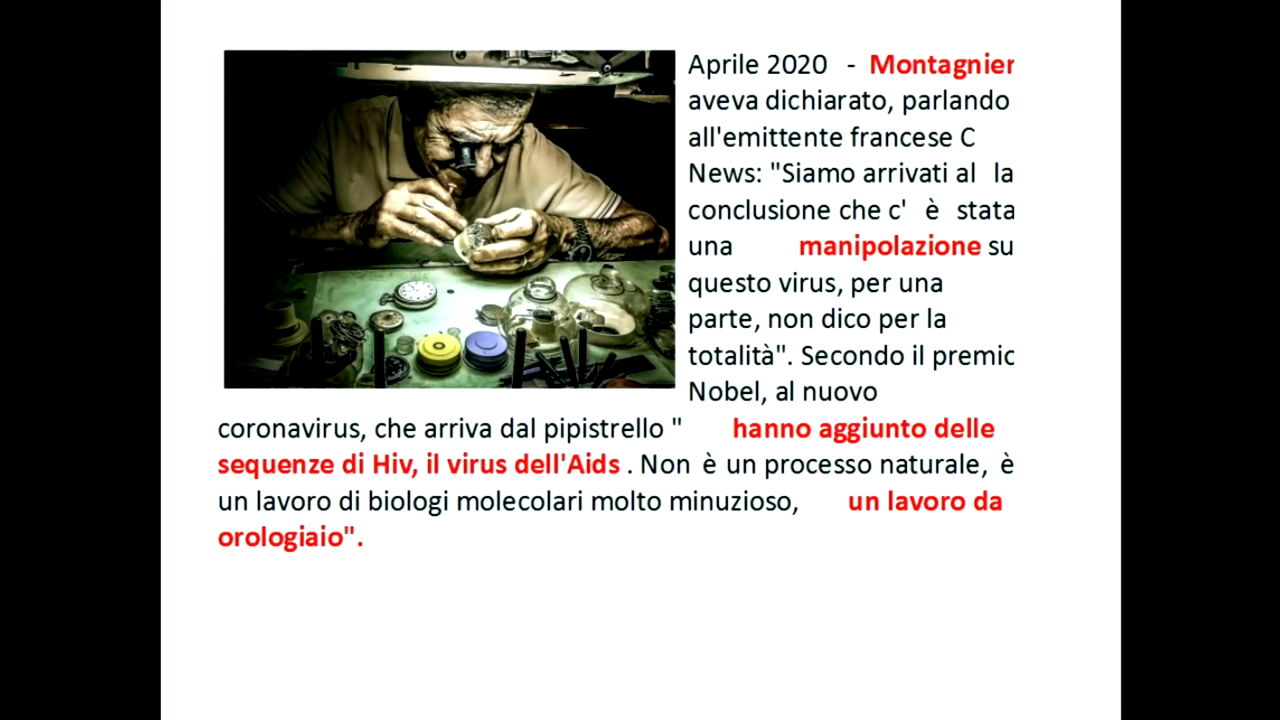 Aprile 2020 - Montagnier
aveva dichiarato, parlando
all'emittente francese C
News: "Siamo arrivati al la
conclusione che c' è stata
una manipolazione su
questo virus, per una
parte, non dico per la
totalità". Secondo il premio
Nobel, al nuovo
coronavirus, che arriva dal pipistrello "hanno aggiunto delle
sequenze di Hiv, il virus dell'Aids . Non è un processo naturale, è
un lavoro di biologi molecolari molto minuzioso, un lavoro da
orologiaio".